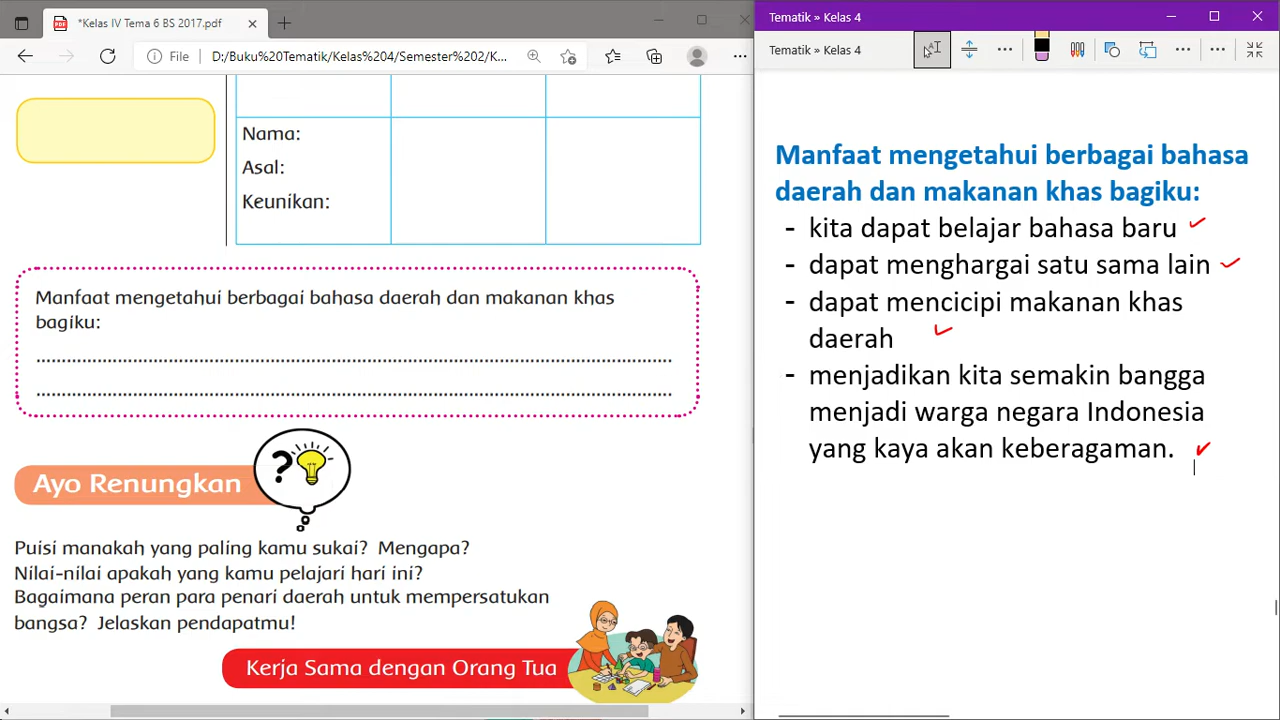 *Kelas IV Tema 6 BS 2017.pdf
File
D:/Buku%20Tematik/Kelas%204/Semester%202/K...
Nama:
Asal:
Keunikan:
Manfaat mengetahui berbagai bahasa daerah dan makanan khas
bagiku:
................................................................................
................................................................................
?
Ayo Renungkan
Puisi manakah yang paling kamu sukai? Mengapa?
Nilai-nilai apakah yang kamu pelajari hari ini?
Bagaimana peran para penari daerah untuk mempersatukan
bangsa? Jelaskan pendapatmu!
Kerja Sama dengan Orang Tua
Tematik » Kelas 4
Tematik » Kelas 4
Manfaat mengetahui berbagai bahasa
daerah dan makanan khas bagiku:
- kita dapat belajar bahasa baru
- dapat menghargai satu sama lain
- dapat mencicipi makanan khas
daerah
- menjadikan kita semakin bangga
menjadi warga negara Indonesia
yang kaya akan keberagaman.